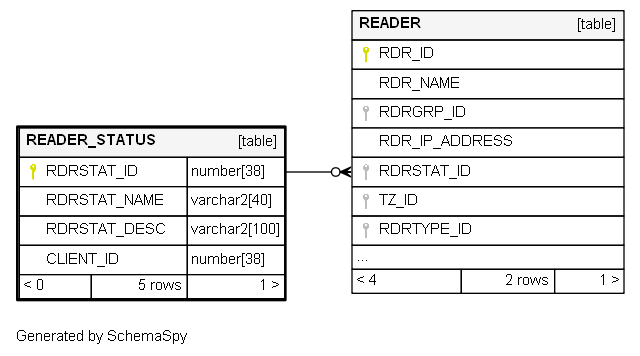 READER_STATUS [table]
RDRSTAT_ID number[38]
RDRSTAT_NAME varchar2[40]
RDRSTAT_DESC varchar2[100]
CLIENT_ID number[38]
< 0 5 rows 1 >
READER [table]
RDR_ID
RDR_NAME
RDRGRP_ID
RDR_IP_ADDRESS
RDRSTAT_ID
TZ_ID
RDRTYPE_ID
...
< 4 2 rows 1 >
Generated by SchemaSpy